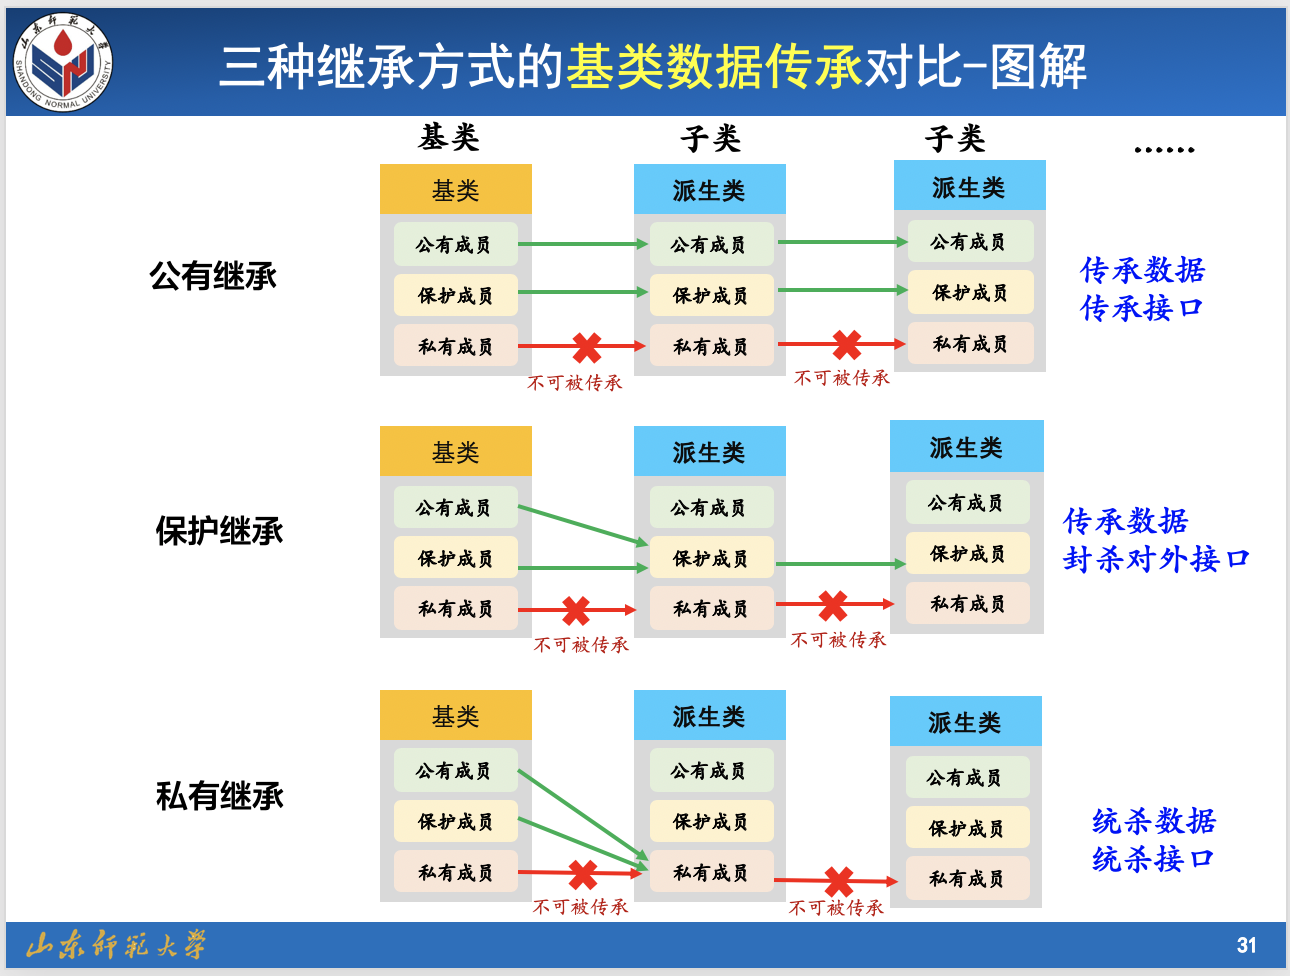 山东师范大学
SHANDONG NORMAL UNIVERSITY
三种继承方式的基类数据传承对比-图解
基类 子类 子类 ……
公有继承
基类 派生类 派生类
公有成员 公有成员 公有成员
保护成员 保护成员 保护成员
私有成员 私有成员 私有成员
不可被传承 不可被传承
传承数据
传承接口
保护继承
基类 派生类 派生类
公有成员 公有成员 公有成员
保护成员 保护成员 保护成员
私有成员 私有成员 私有成员
不可被传承 不可被传承
传承数据
封杀对外接口
私有继承
基类 派生类 派生类
公有成员 公有成员 公有成员
保护成员 保护成员 保护成员
私有成员 私有成员 私有成员
不可被传承 不可被传承
统杀数据
统杀接口
山东师范大学
31